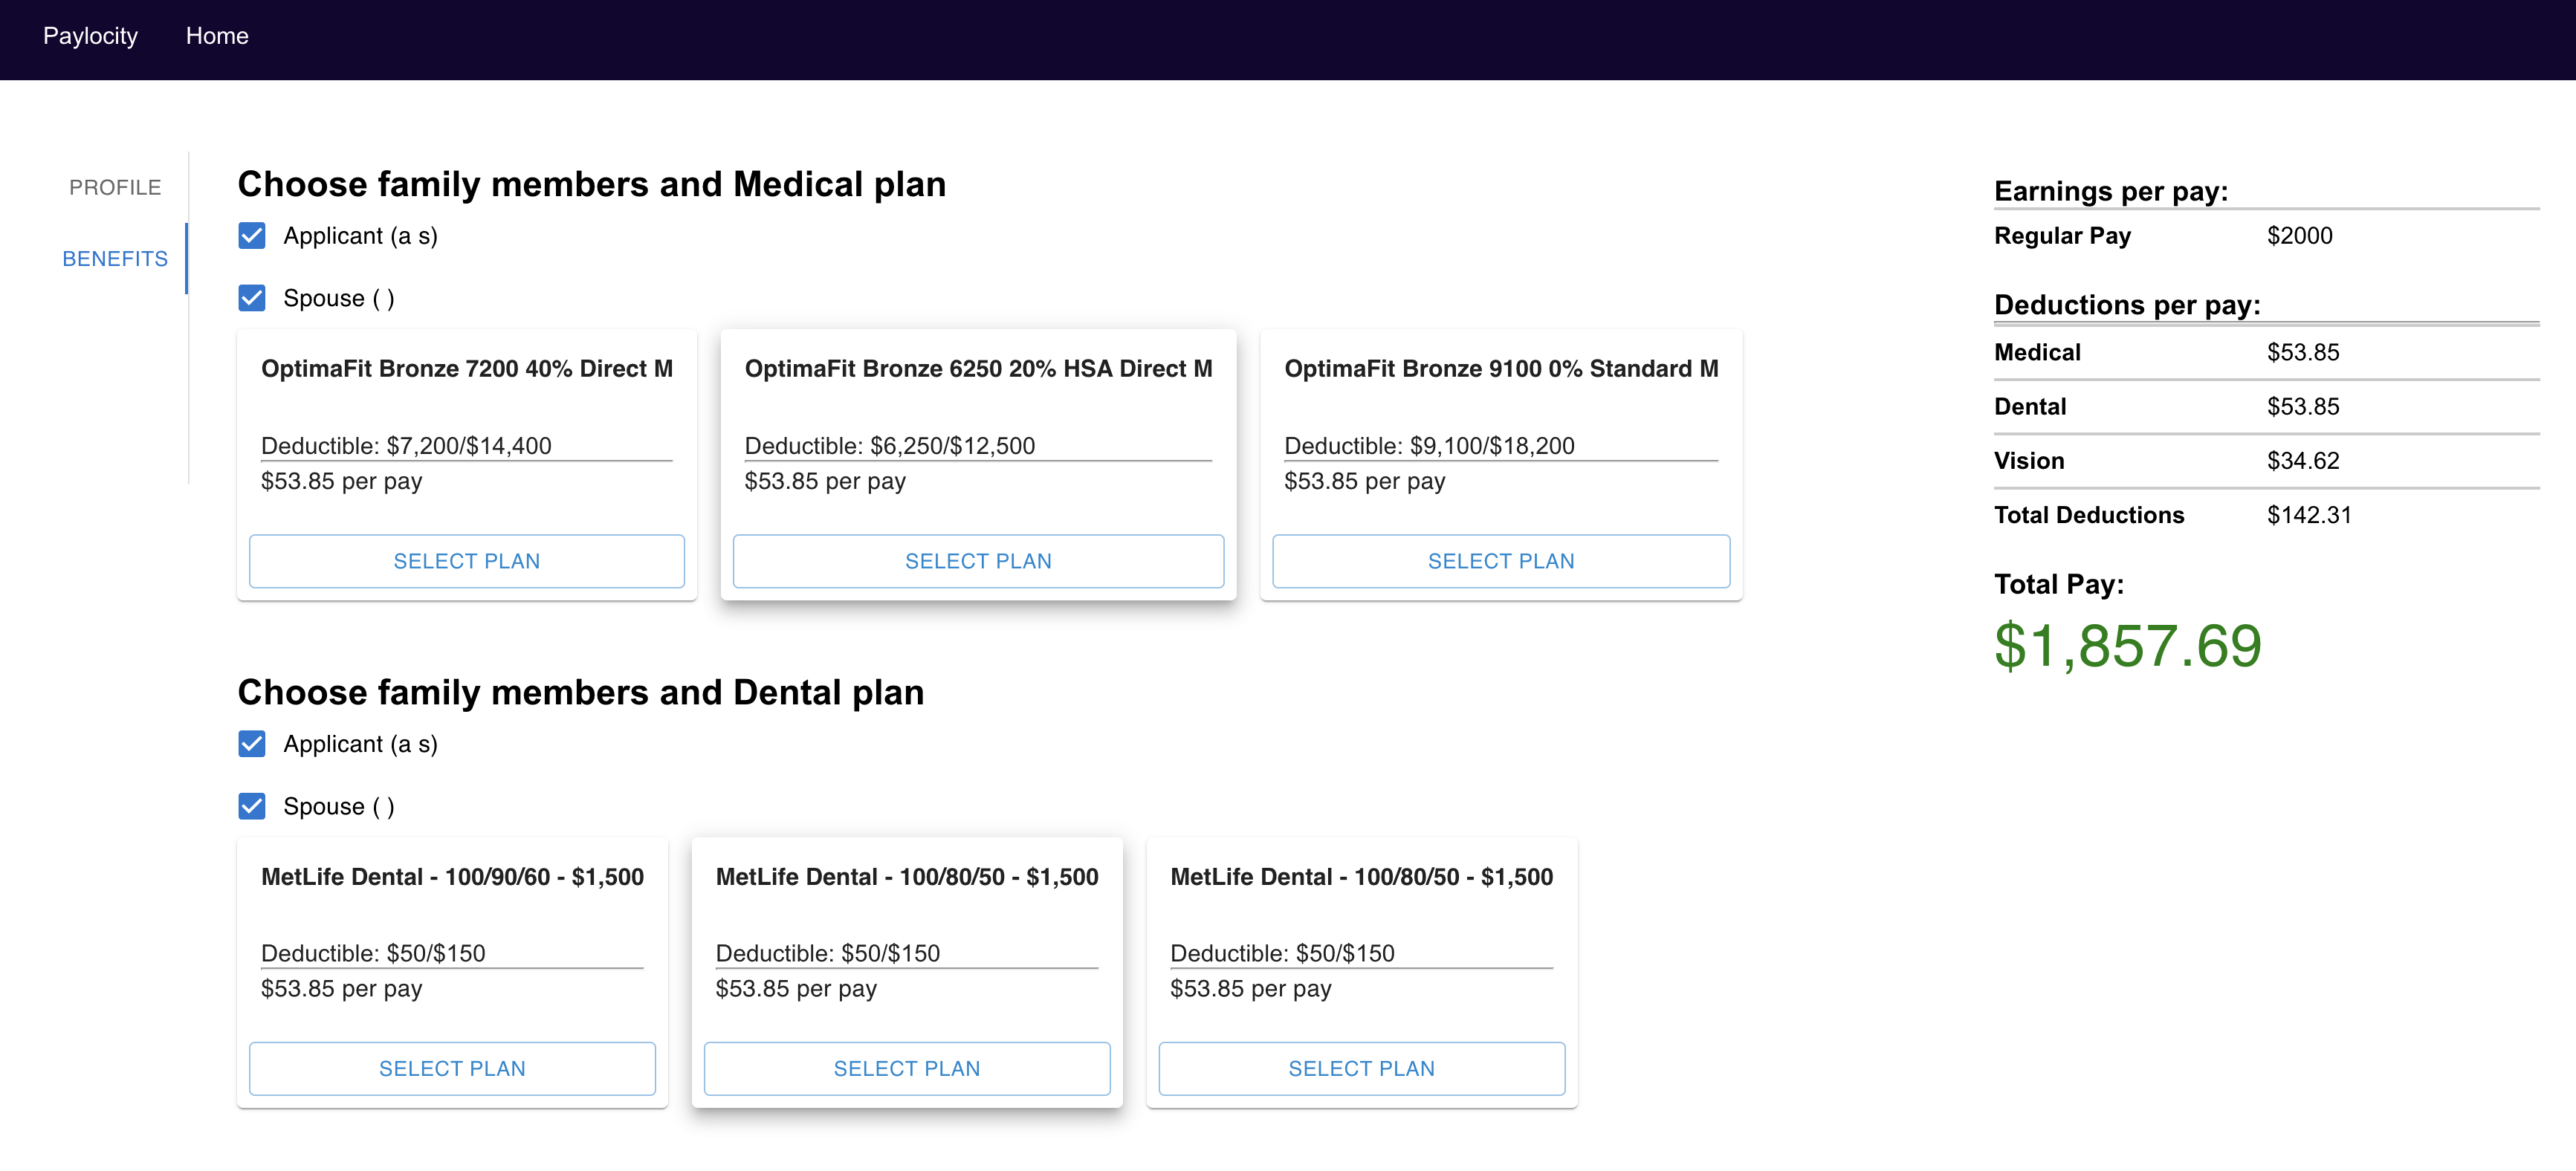 Paylocity Home
PROFILE
BENEFITS
Choose family members and Medical plan
Applicant (a s)
Spouse ( )
OptimaFit Bronze 7200 40% Direct M
Deductible: $7,200/$14,400
$53.85 per pay
SELECT PLAN
OptimaFit Bronze 6250 20% HSA Direct M
Deductible: $6,250/$12,500
$53.85 per pay
SELECT PLAN
OptimaFit Bronze 9100 0% Standard M
Deductible: $9,100/$18,200
$53.85 per pay
SELECT PLAN
Choose family members and Dental plan
Applicant (a s)
Spouse ( )
MetLife Dental - 100/90/60 - $1,500
Deductible: $50/$150
$53.85 per pay
SELECT PLAN
MetLife Dental - 100/80/50 - $1,500
Deductible: $50/$150
$53.85 per pay
SELECT PLAN
MetLife Dental - 100/80/50 - $1,500
Deductible: $50/$150
$53.85 per pay
SELECT PLAN
Earnings per pay:
Regular Pay $2000
Deductions per pay:
Medical $53.85
Dental $53.85
Vision $34.62
Total Deductions $142.31
Total Pay:
$1,857.69